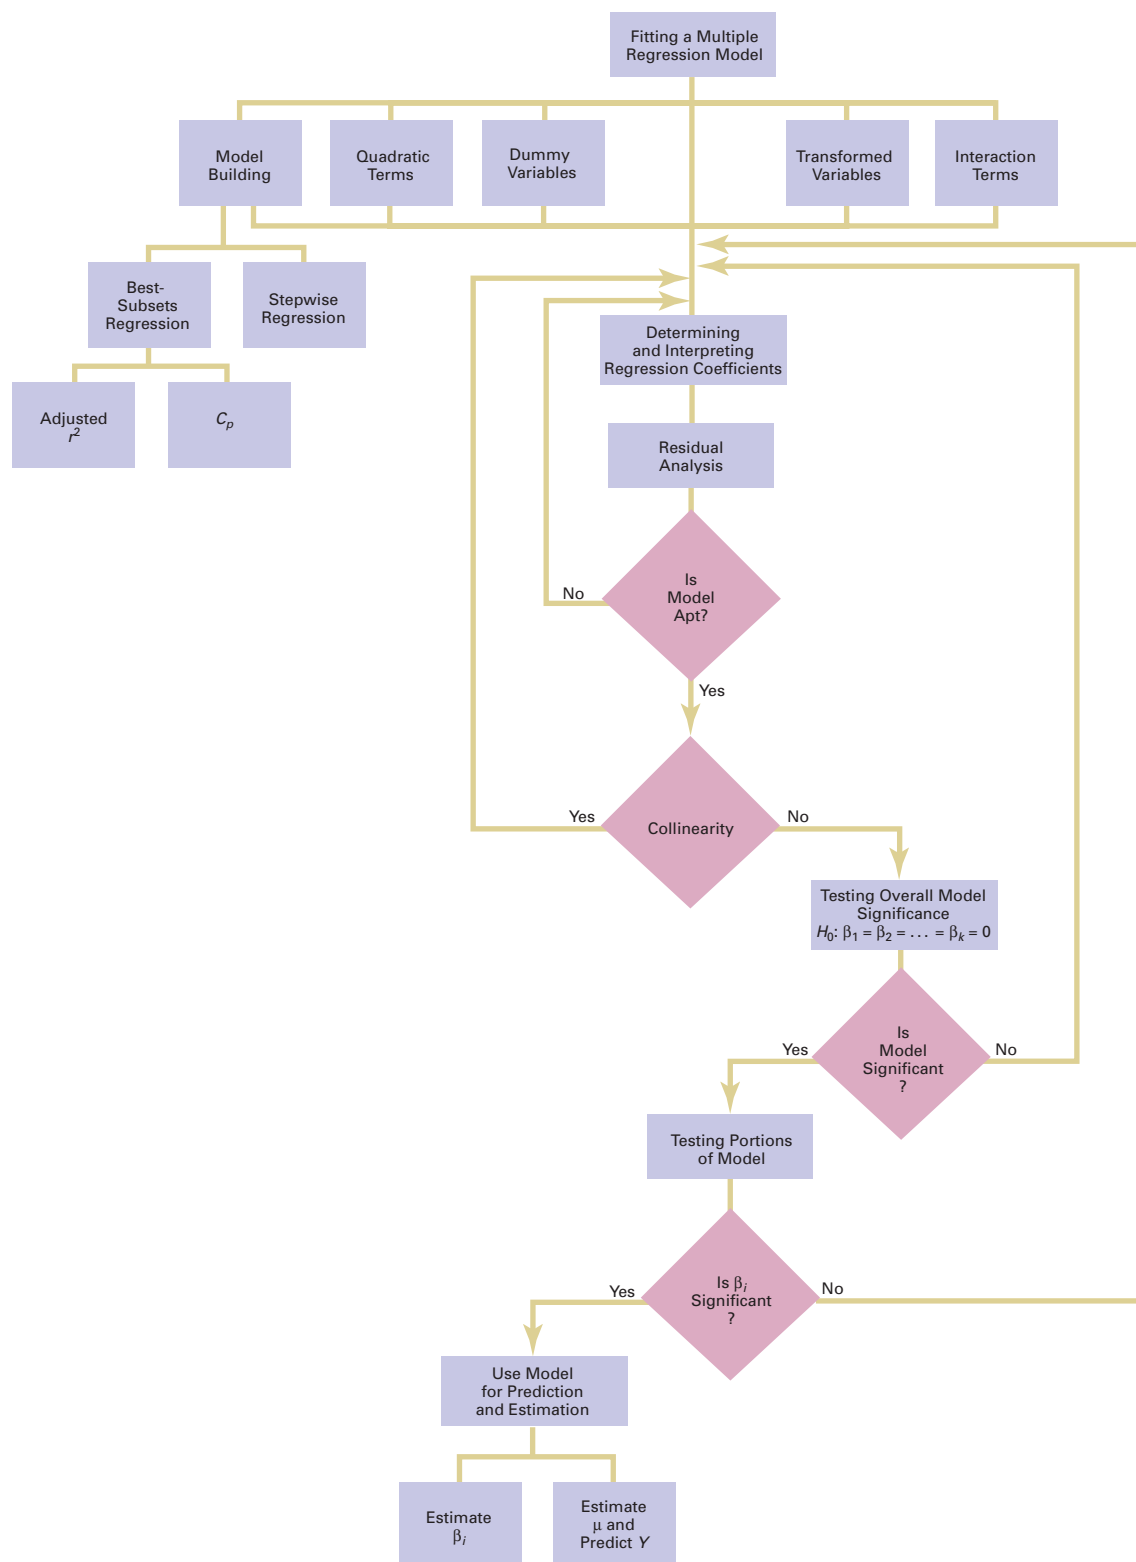 Fitting a Multiple
Regression Model
Model
Building
Quadratic
Terms
Dummy
Variables
Transformed
Variables
Interaction
Terms
Best-
Subsets
Regression
Stepwise
Regression
Adjusted
r²
Cₚ
Determining
and Interpreting
Regression Coefficients
Residual
Analysis
Is
Model
Apt?
No
Yes
Collinearity
Yes
No
Testing Overall Model
Significance
H₀: β₁ = β₂ = . . . = βₖ = 0
Is
Model
Significant
?
Yes
No
Testing Portions
of Model
Is βᵢ
Significant
?
Yes
No
Use Model
for Prediction
and Estimation
Estimate
βᵢ
Estimate
μ and
Predict Y